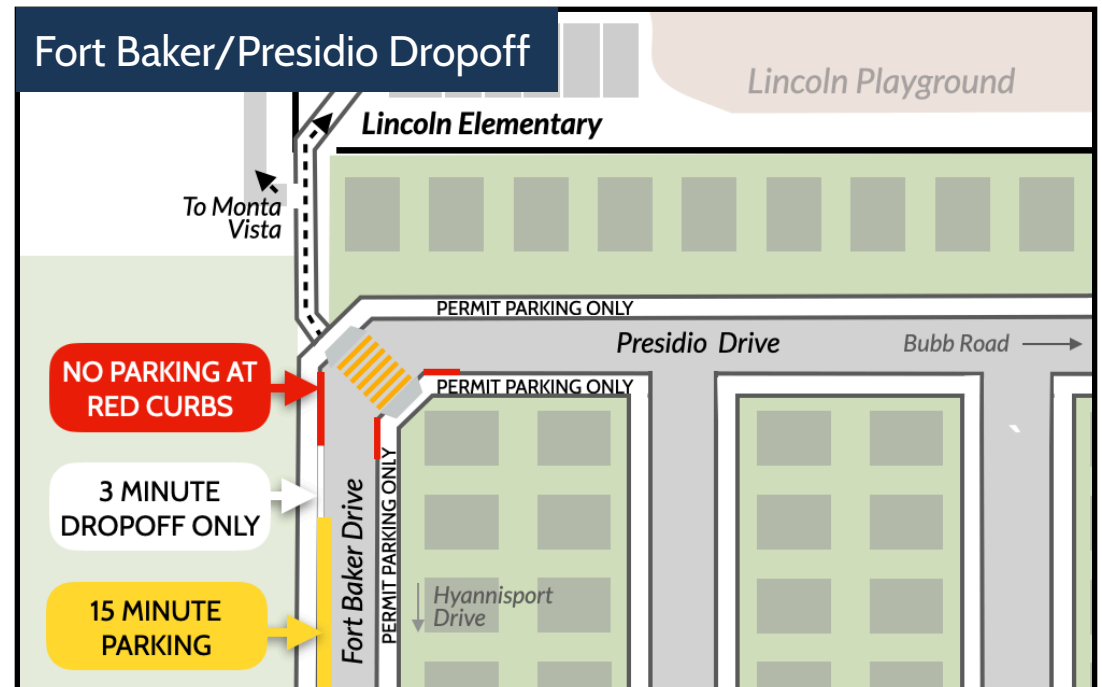 Fort Baker/Presidio Dropoff
Lincoln Playground
Lincoln Elementary
To Monta
Vista
PERMIT PARKING ONLY
Presidio Drive
Bubb Road
NO PARKING AT
RED CURBS
PERMIT PARKING ONLY
3 MINUTE
DROPOFF ONLY
Fort Baker Drive
PERMIT PARKING ONLY
Hyannisport
Drive
15 MINUTE
PARKING